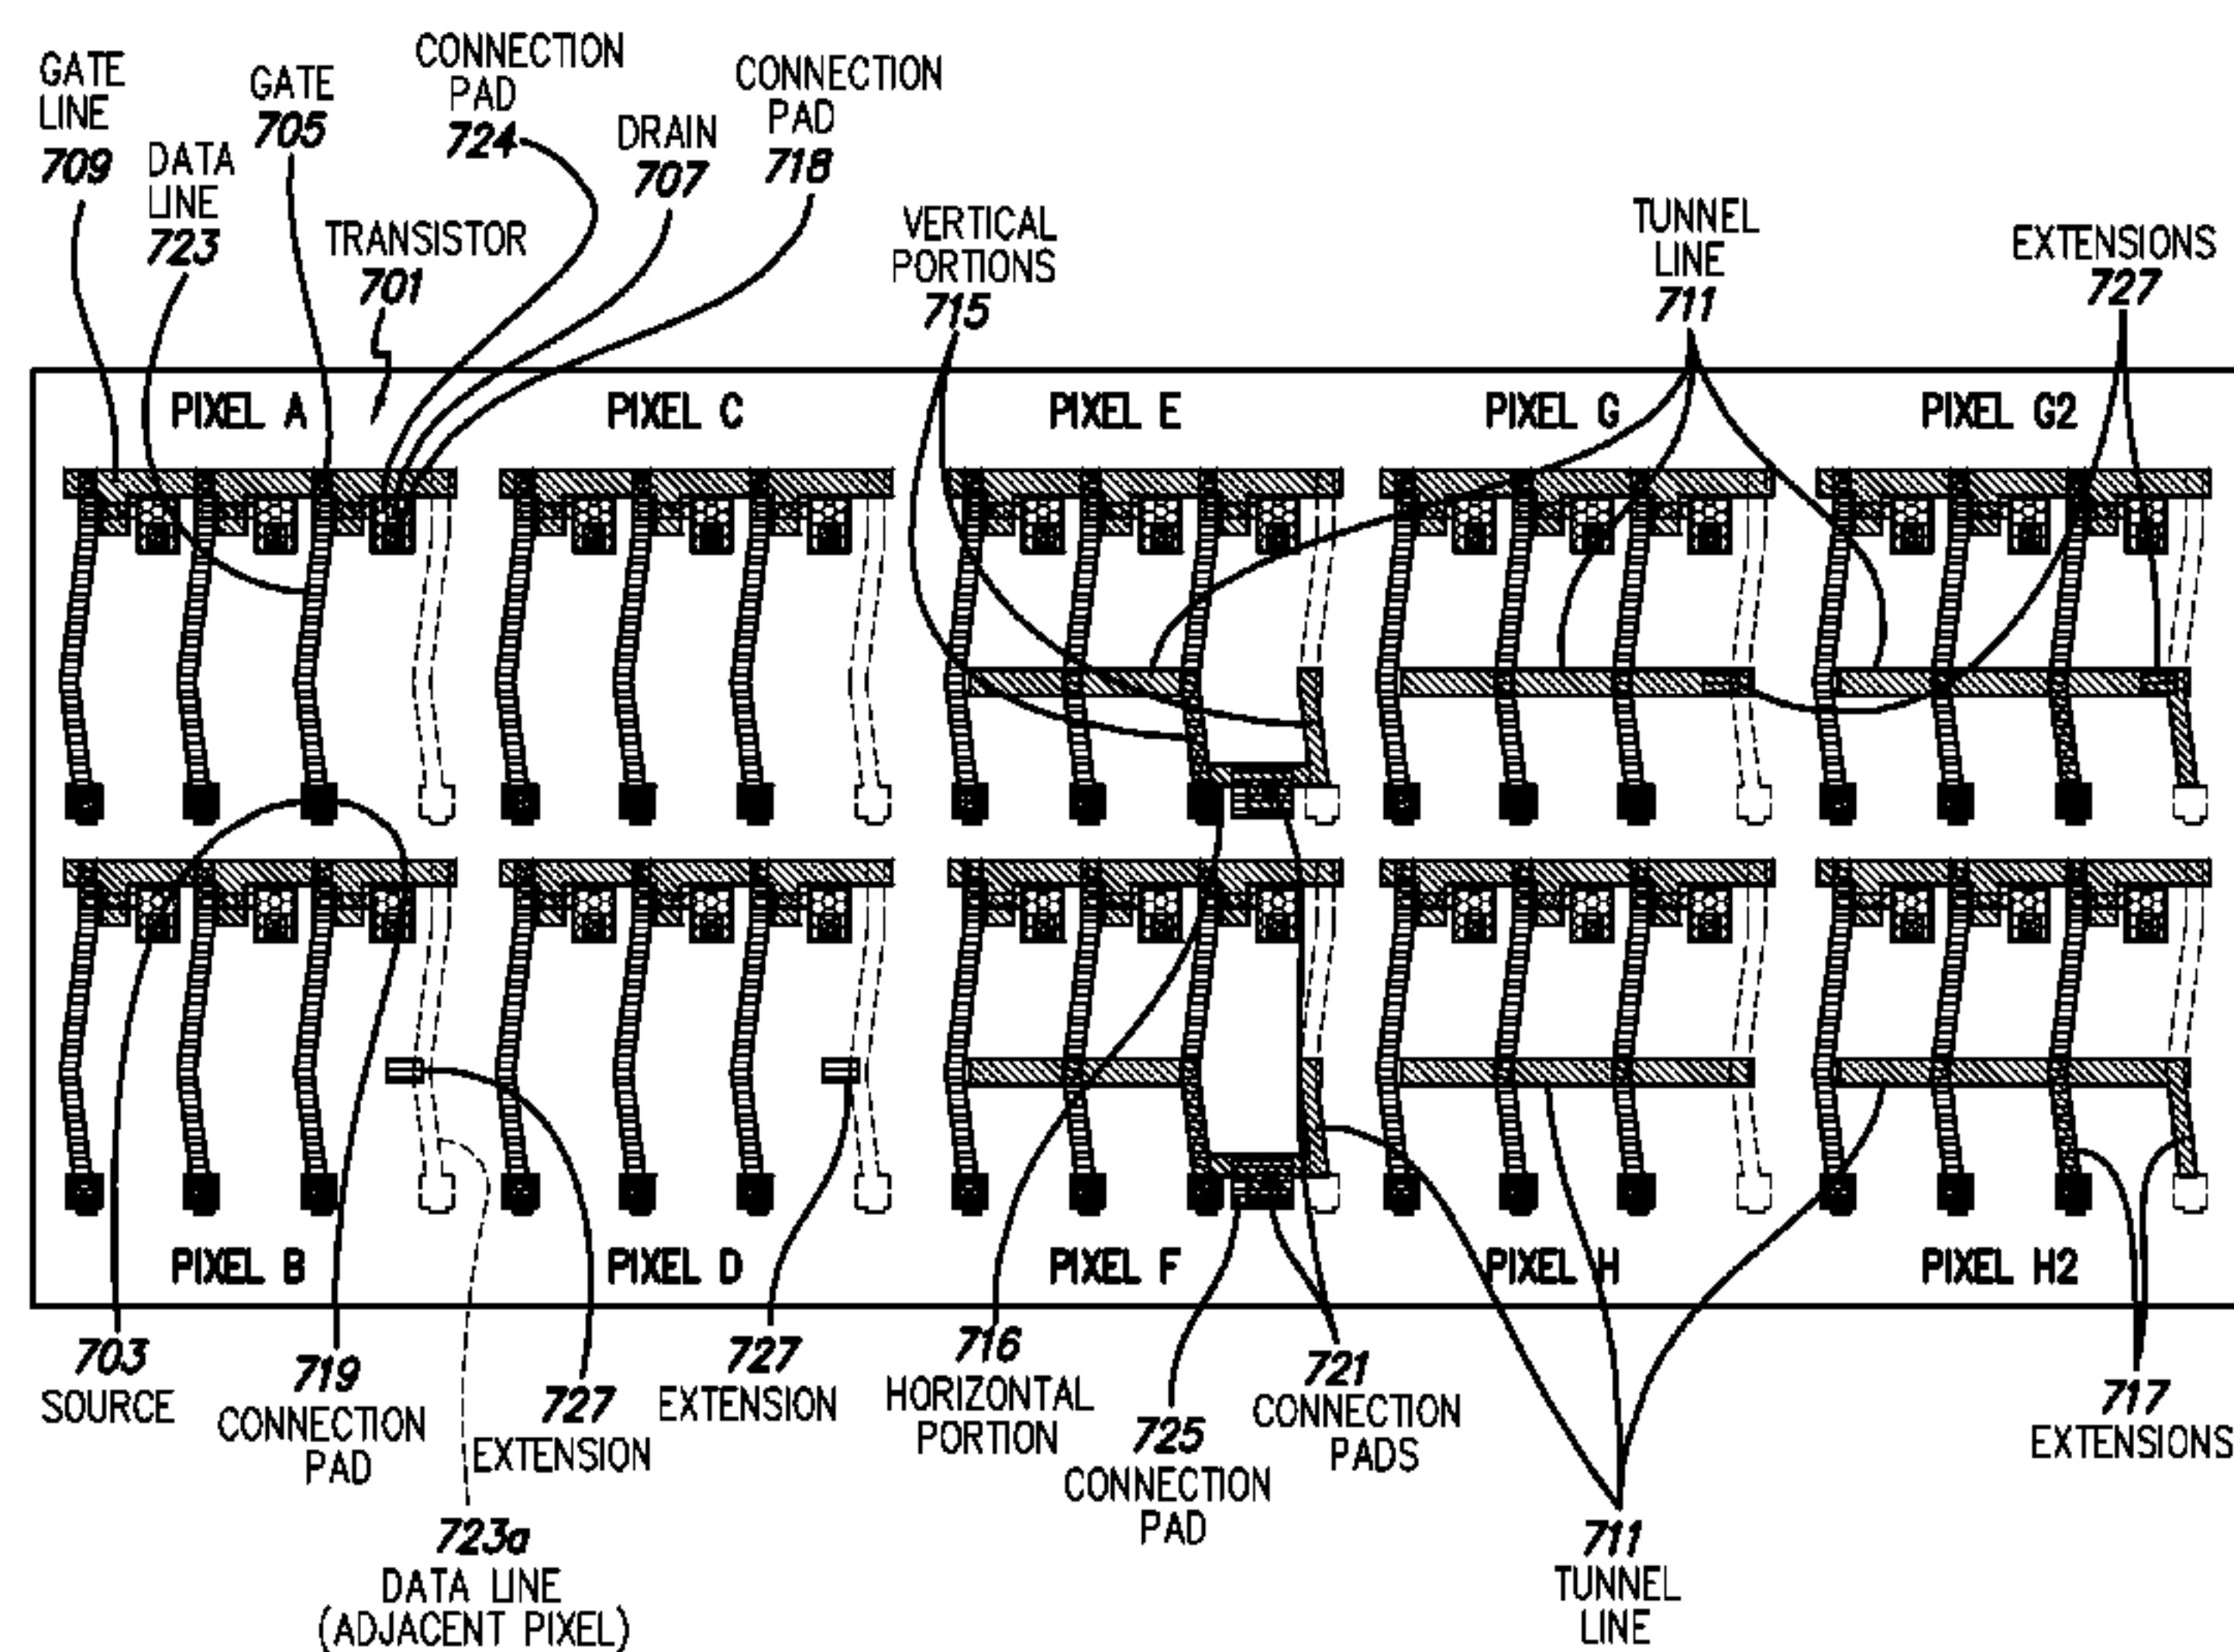 GATE
LINE
709
DATA
LINE
723
GATE
705
TRANSISTOR
701
CONNECTION
PAD
724
DRAIN
707
CONNECTION
PAD
718
VERTICAL
PORTIONS
715
TUNNEL
LINE
711
EXTENSIONS
727
PIXEL A
PIXEL C
PIXEL E
PIXEL G
PIXEL G2
PIXEL B
PIXEL D
PIXEL F
PIXEL H
PIXEL H2
703
SOURCE
719
CONNECTION
PAD
727
EXTENSION
727
EXTENSION
716
HORIZONTAL
PORTION
725
CONNECTION
PAD
721
CONNECTION
PADS
717
EXTENSIONS
723a
DATA LINE
(ADJACENT PIXEL)
711
TUNNEL
LINE